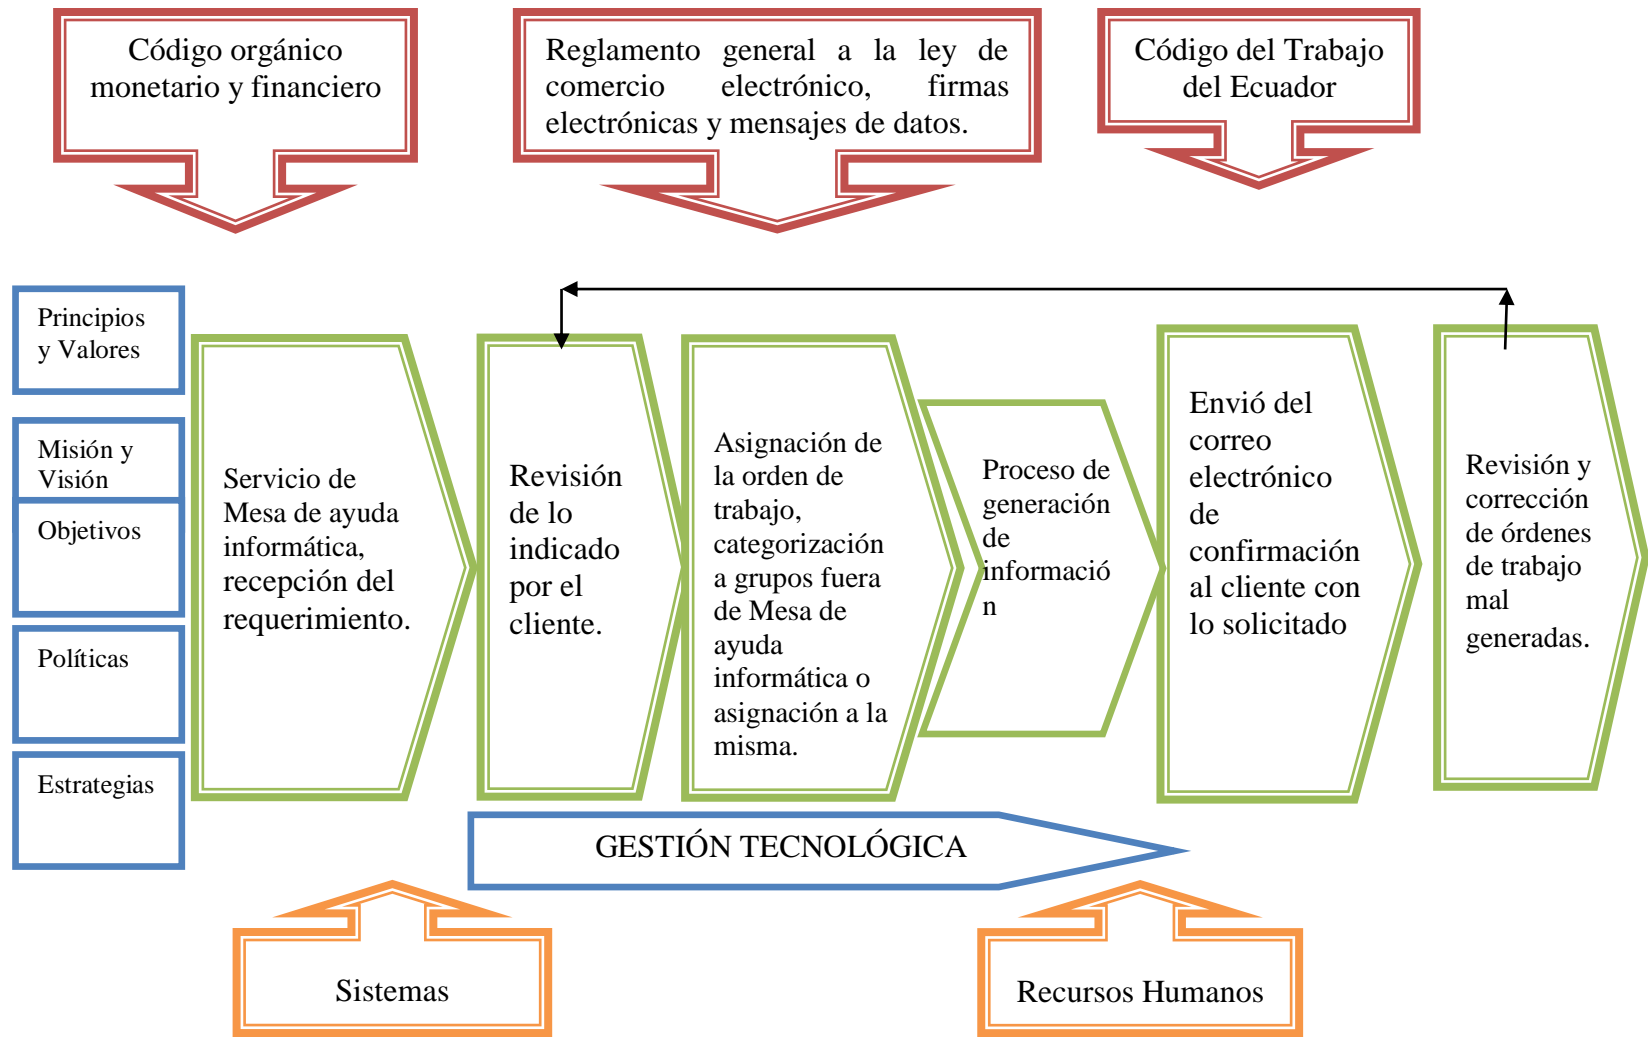 Código orgánico
monetario y financiero
Reglamento general a la ley de
comercio electrónico, firmas
electrónicas y mensajes de datos.
Código del Trabajo
del Ecuador
Principios
y Valores
Misión y
Visión
Objetivos
Políticas
Estrategias
Servicio de
Mesa de ayuda
informática,
recepción del
requerimiento.
Revisión
de lo
indicado
por el
cliente.
Asignación de
la orden de
trabajo,
categorización
a grupos fuera
de Mesa de
ayuda
informática o
asignación a la
misma.
Proceso de
generación
de
informació
n
Envió del
correo
electrónico
de
confirmación
al cliente con
lo solicitado
Revisión y
corrección
de órdenes
de trabajo
mal
generadas.
GESTIÓN TECNOLÓGICA
Sistemas
Recursos Humanos